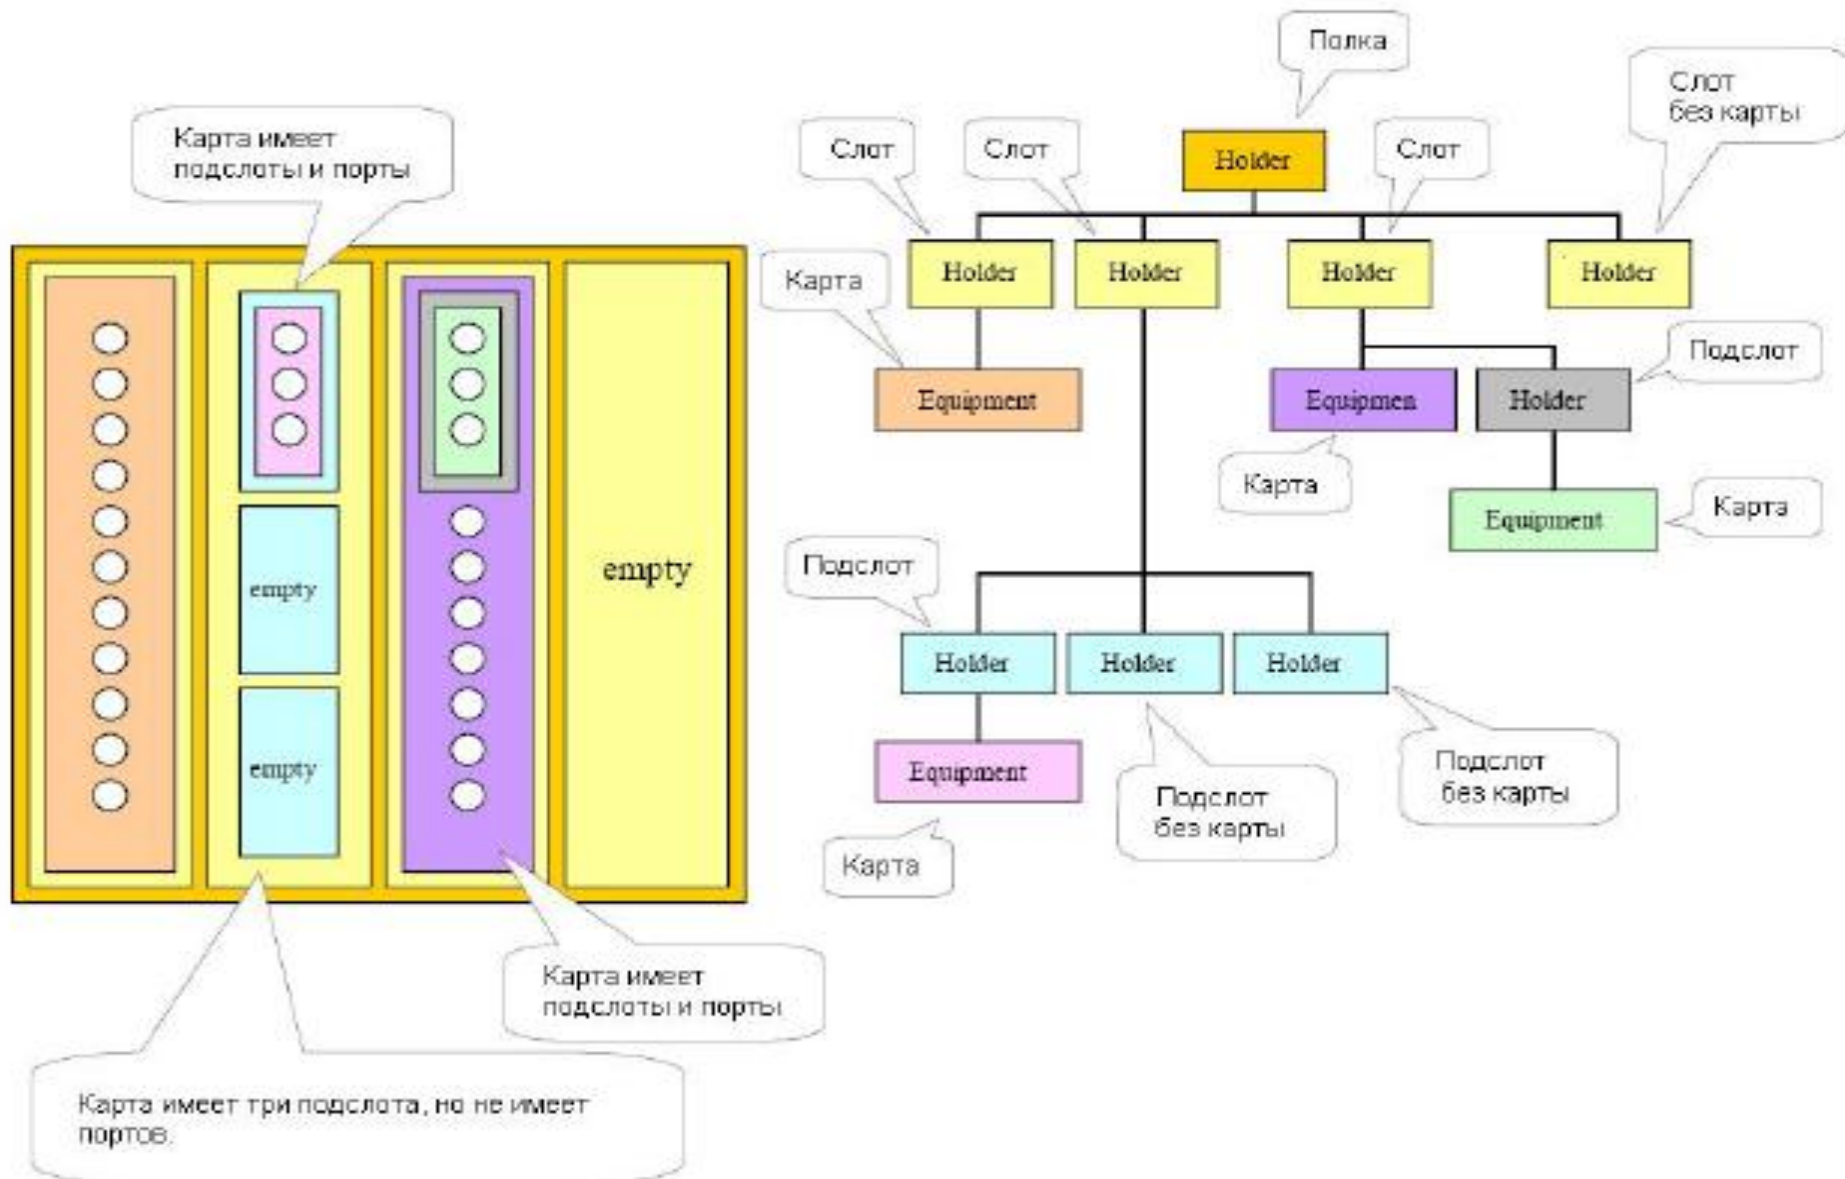 Полка
Слот
без карты
Карта имеет
подслоты и порты
Слот
Слот
Слот
Holder
Holder
Holder
Holder
Holder
Карта
Подслот
Equipment
Equipmen
Holder
Карта
Equipment
Карта
empty
Подслот
empty
Holder
Holder
Holder
empty
Equipment
Подслот
без карты
Подслот
без карты
Карта
Карта имеет
подслоты и порты
Карта имеет три подслота, но не имеет
портов.